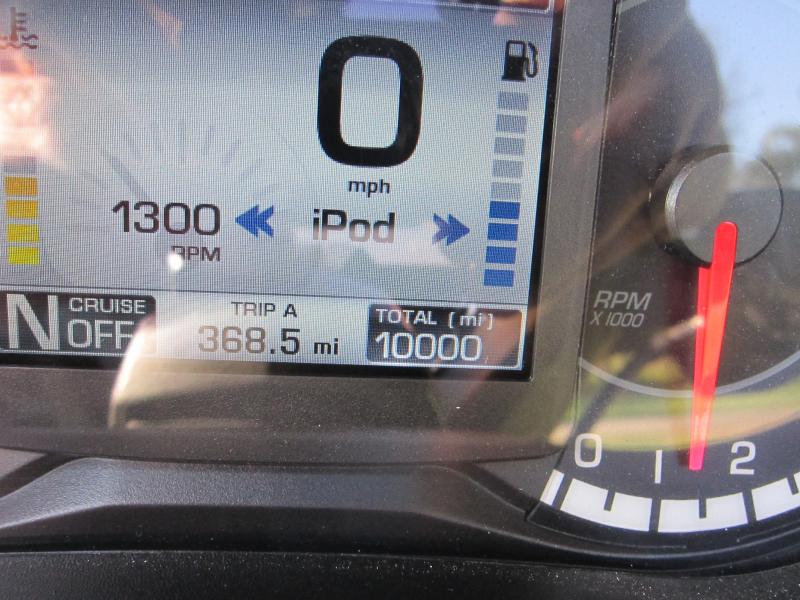 0
mph
1300 iPod
RPM
N CRUISE OFF
TRIP A
368.5 mi
TOTAL (mi)
10000
RPM
X 1000
0 1 2